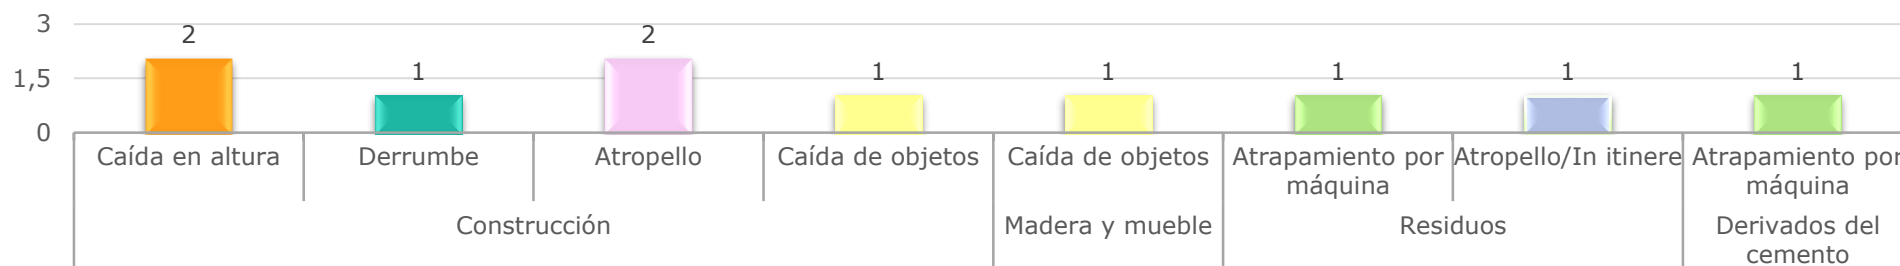 3
1,5
0
2
1
2
1
1
1
1
1
Caída en altura
Derrumbe
Atropello
Caída de objetos
Caída de objetos
Atrapamiento por
máquina
Atropello/In itinere
Atrapamiento por
máquina
Construcción
Madera y mueble
Residuos
Derivados del
cemento